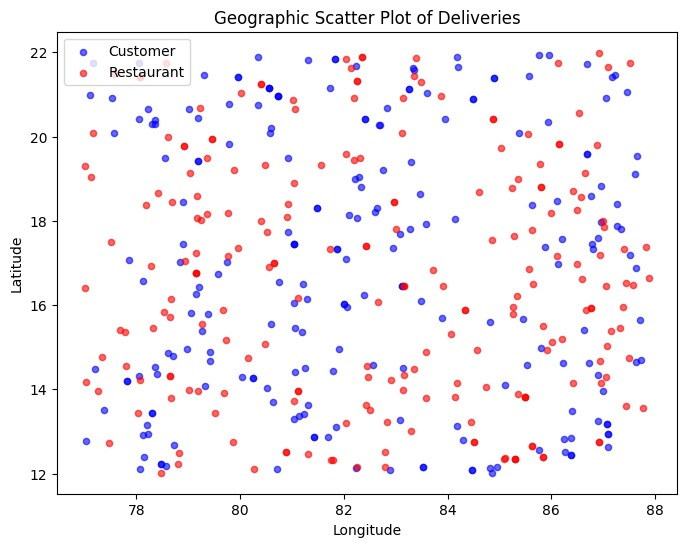 Geographic Scatter Plot of Deliveries
Customer
Restaurant
Latitude
22
20
18
16
14
12
78
80
82
84
86
88
Longitude